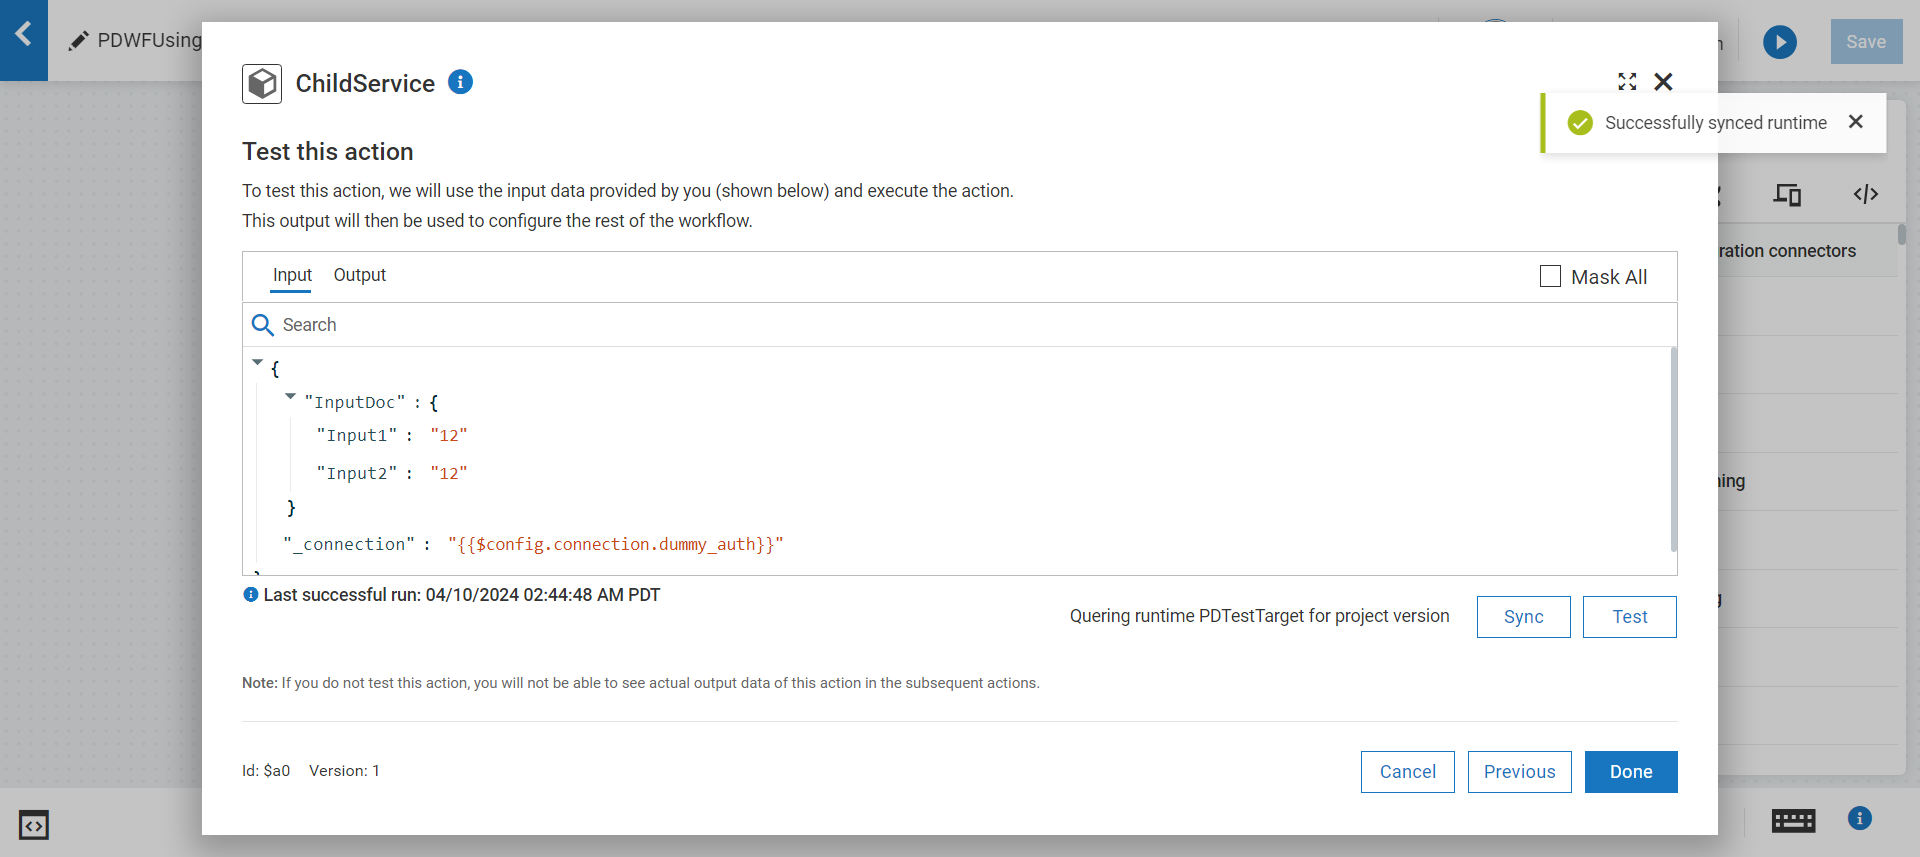 PDWFUsing
Save
ChildService
Successfully synced runtime
Test this action
To test this action, we will use the input data provided by you (shown below) and execute the action.
This output will then be used to configure the rest of the workflow.
ration connectors
Input Output
Mask All
Search
{
"InputDoc" : {
"Input1" : "12"
"Input2" : "12"
}
"_connection" : "{{$config.connection.dummy_auth}}"
Last successful run: 04/10/2024 02:44:48 AM PDT
Quering runtime PDTestTarget for project version
Sync
Test
Note: If you do not test this action, you will not be able to see actual output data of this action in the subsequent actions.
Id: $a0 Version: 1
Cancel
Previous
Done